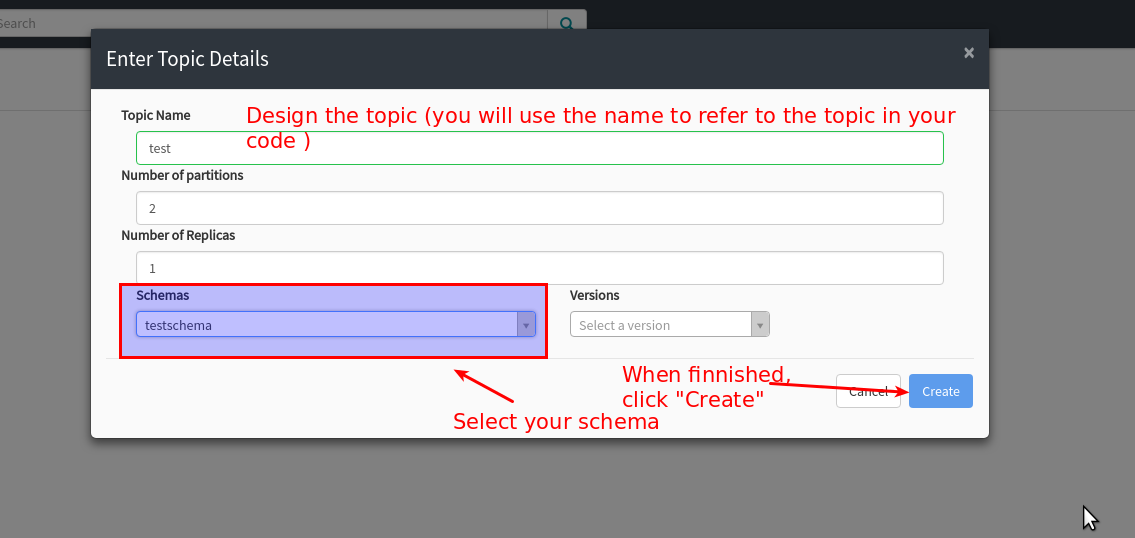 Search
Enter Topic Details ×
Topic Name
Design the topic (you will use the name to refer to the topic in your
code )
test
Number of partitions
2
Number of Replicas
1
Schemas
Versions
testschema
Select a version
When finnished,
click "Create"
Cancel
Create
Select your schema